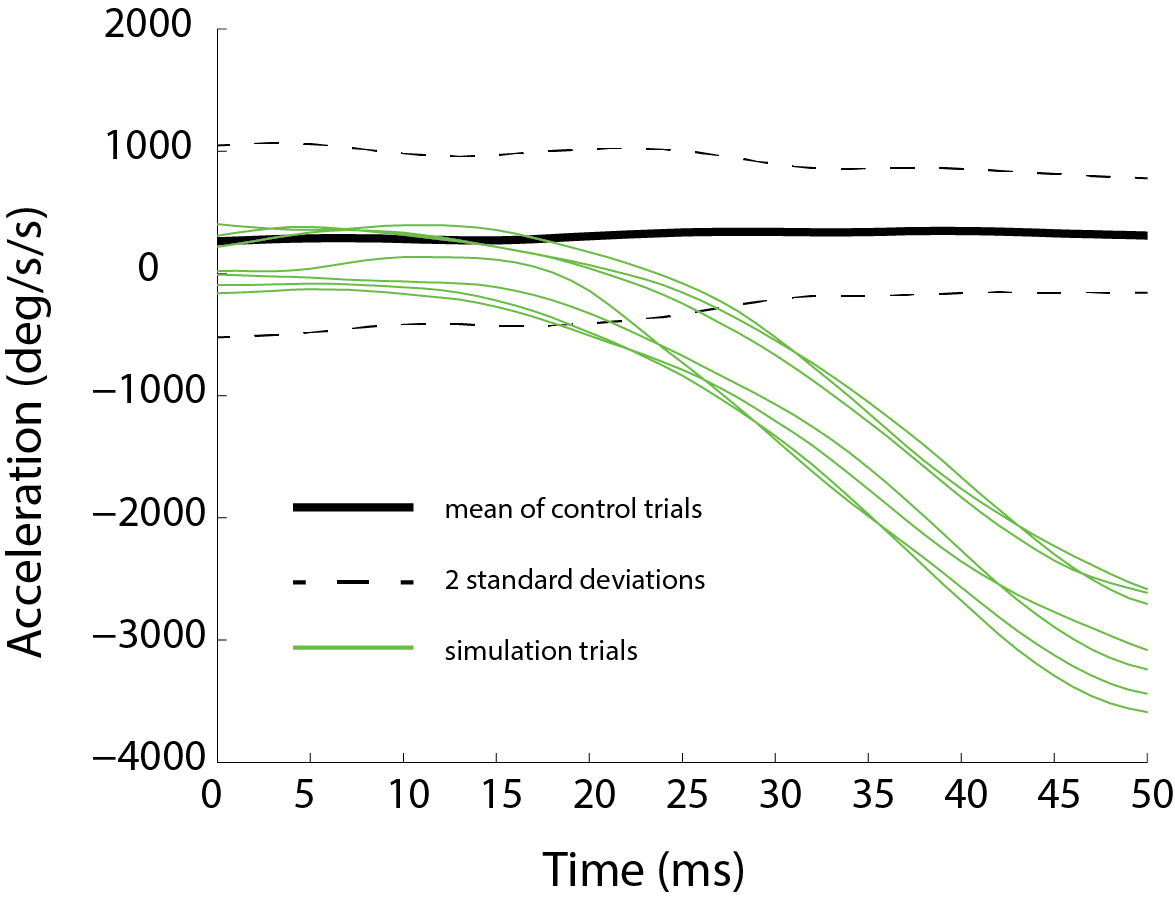 2000
1000
0
−1000
−2000
−3000
−4000
Acceleration (deg/s/s)
mean of control trials
2 standard deviations
simulation trials
0 5 10 15 20 25 30 35 40 45 50
Time (ms)